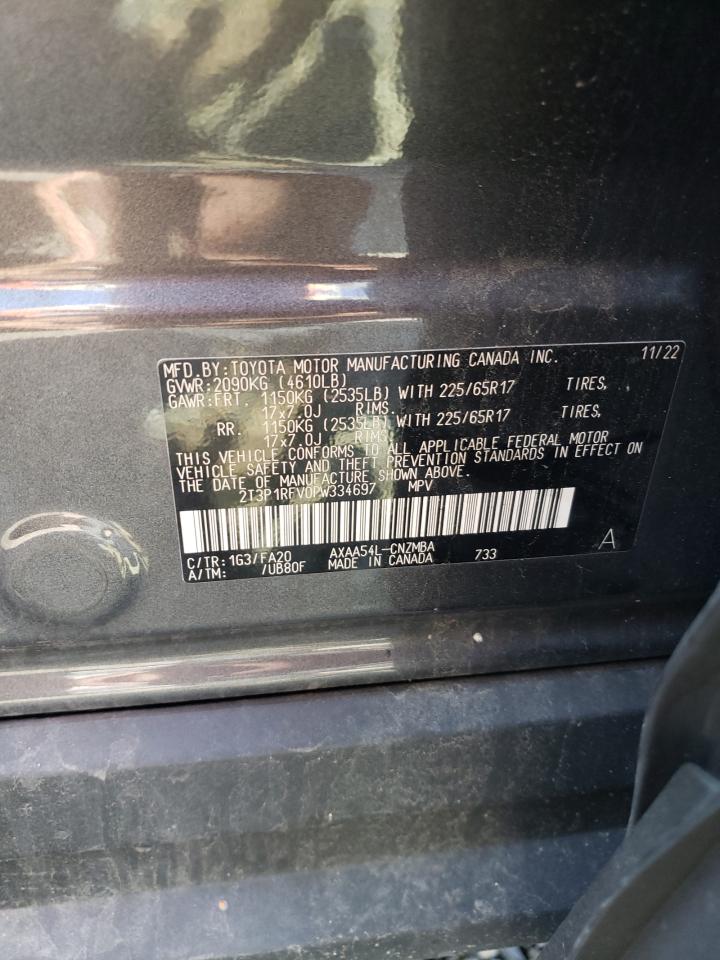 MFD.BY:TOYOTA MOTOR MANUFACTURING CANADA INC. 11/22
GVWR:2090KG (4610LB)
GAWR:FRT. 1150KG (2535LB) WITH 225/65R17 TIRES,
17x7.0J RIMS.
RR. 1150KG (2535LB) WITH 225/65R17 TIRES,
17x7.0J RIMS.
THIS VEHICLE CONFORMS TO ALL APPLICABLE FEDERAL MOTOR
VEHICLE SAFETY AND THEFT PREVENTION STANDARDS IN EFFECT ON
THE DATE OF MANUFACTURE SHOWN ABOVE.
2T3P1RFV0PW334697 MPV
C/TR:1G3/FA20 AXAA54L-CNZMBA 733 A
A/TM: /UB80F MADE IN CANADA